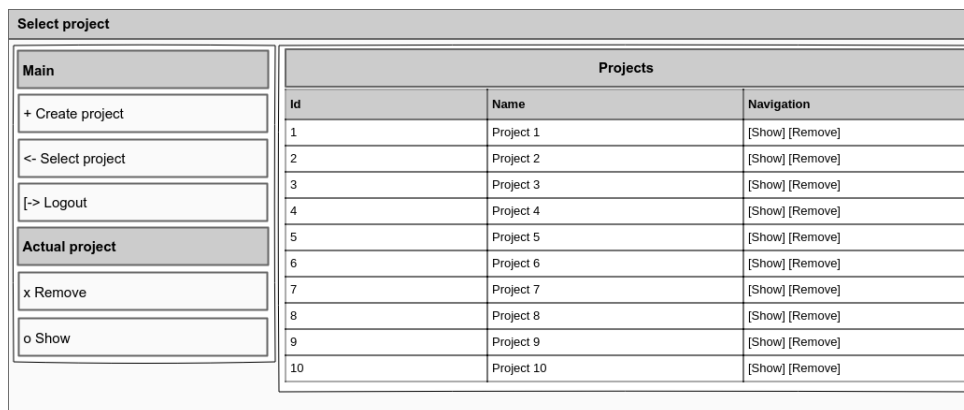 Select project
Main
+ Create project
<- Select project
[-> Logout
Actual project
x Remove
o Show
Projects
Id Name Navigation
1 Project 1 [Show] [Remove]
2 Project 2 [Show] [Remove]
3 Project 3 [Show] [Remove]
4 Project 4 [Show] [Remove]
5 Project 5 [Show] [Remove]
6 Project 6 [Show] [Remove]
7 Project 7 [Show] [Remove]
8 Project 8 [Show] [Remove]
9 Project 9 [Show] [Remove]
10 Project 10 [Show] [Remove]